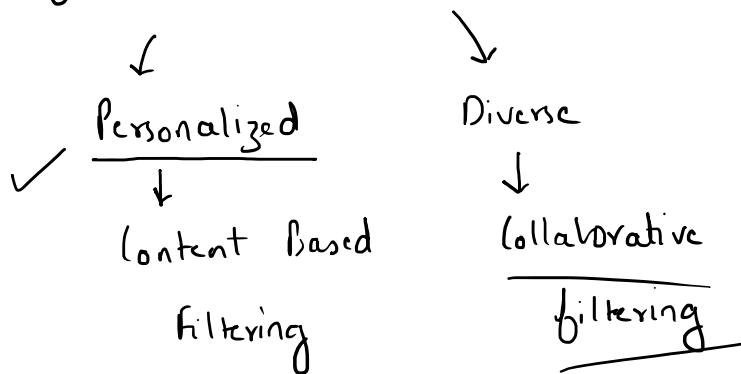 Personalized
Diverse
Content Based
Filtering
Collaborative
filtering